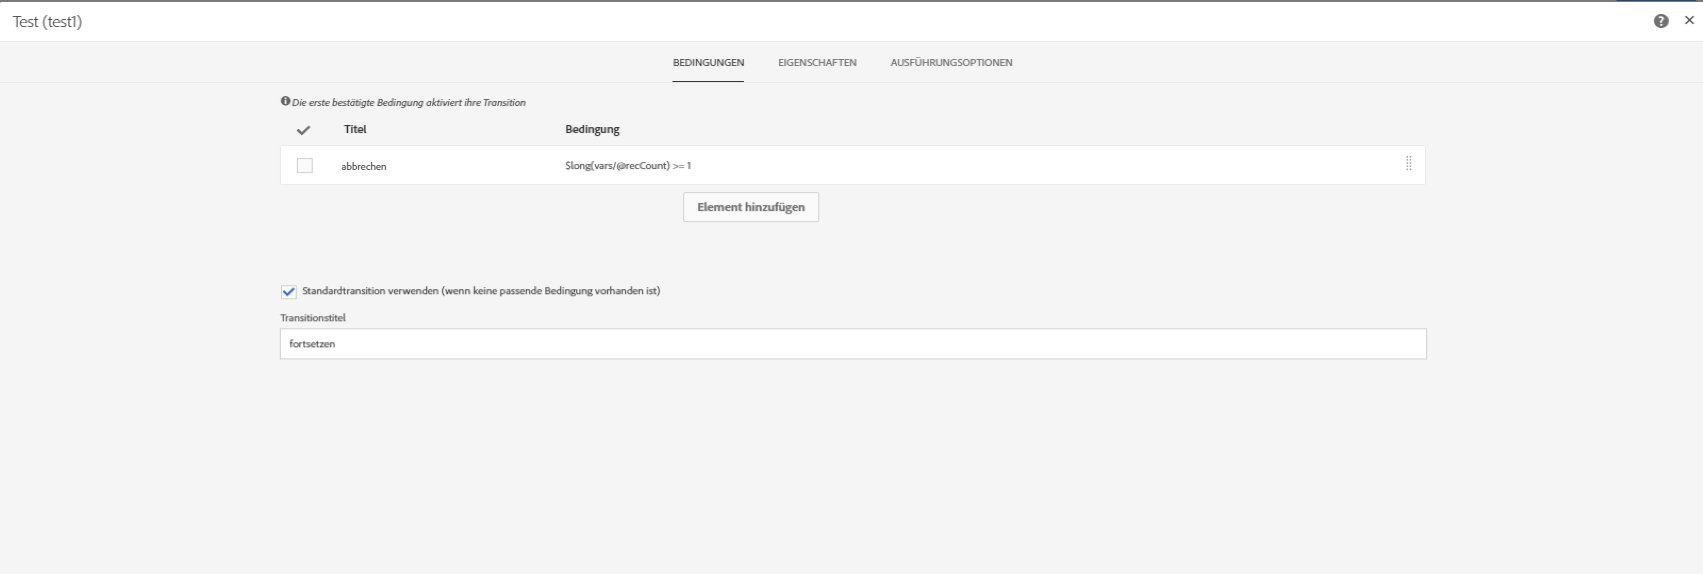 Test (test1)
BEDINGUNGEN EIGENSCHAFTEN AUSFÜHRUNGSOPTIONEN
Die erste bestätigte Bedingung aktiviert ihre Transition
Titel Bedingung
abbrechen $long(vars/@recCount) >= 1
Element hinzufügen
Standardtransition verwenden (wenn keine passende Bedingung vorhanden ist)
Transitionstitel
fortsetzen